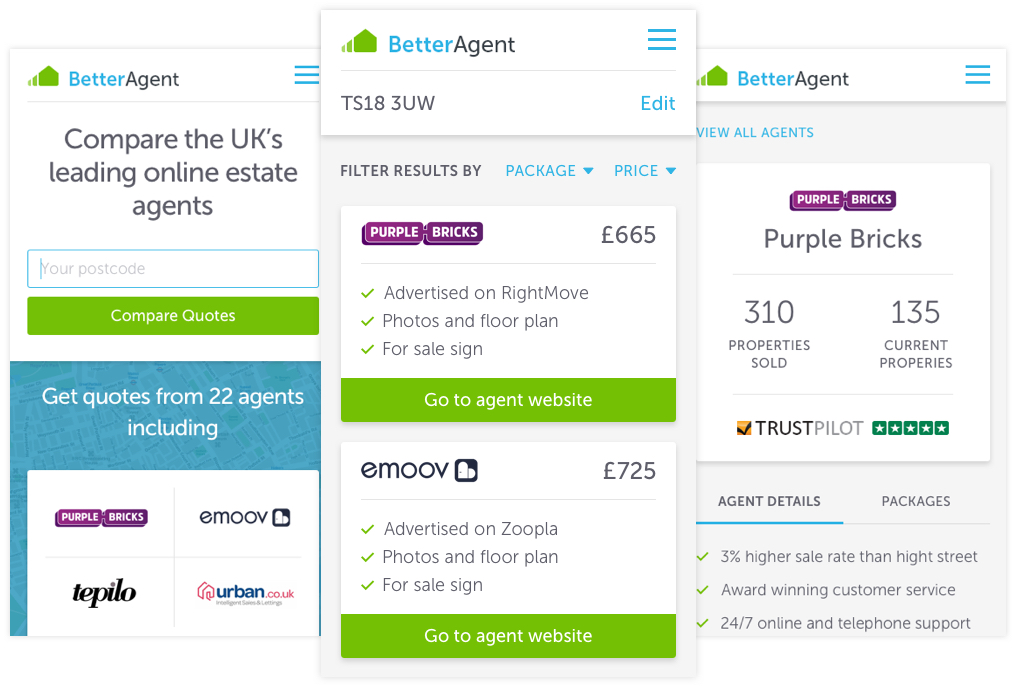 BetterAgent
Compare the UK's
leading online estate
agents
Your postcode
Compare Quotes
Get quotes from 22 agents
including
PURPLE BRICKS
emoov
tepilo
urban.co.uk
Intelligent Sales & Lettings
BetterAgent
TS18 3UW Edit
FILTER RESULTS BY PACKAGE PRICE
PURPLE BRICKS £665
Advertised on RightMove
Photos and floor plan
For sale sign
Go to agent website
emoov £725
Advertised on Zoopla
Photos and floor plan
For sale sign
Go to agent website
BetterAgent
VIEW ALL AGENTS
PURPLE BRICKS
Purple Bricks
310 135
PROPERTIES CURRENT
SOLD PROPERIES
TRUSTPILOT
AGENT DETAILS PACKAGES
3% higher sale rate than hight street
Award winning customer service
24/7 online and telephone support